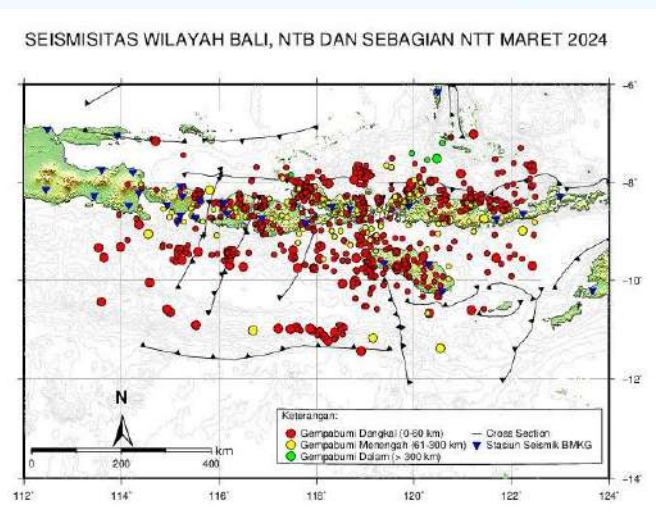 SEISMISITAS WILAYAH BALI, NTB DAN SEBAGIAN NTT MARET 2024
-6˚
-8˚
-10˚
-12˚
-14˚
N
km
0 200 400
Keterangan:
Gempabumi Dangkal (0-60 km)
Gempabumi Menengah (61-300 km)
Gempabumi Dalam (> 300 km)
Cross Section
Stasiun Seismik BMKG
112˚ 114˚ 116˚ 118˚ 120˚ 122˚ 124˚